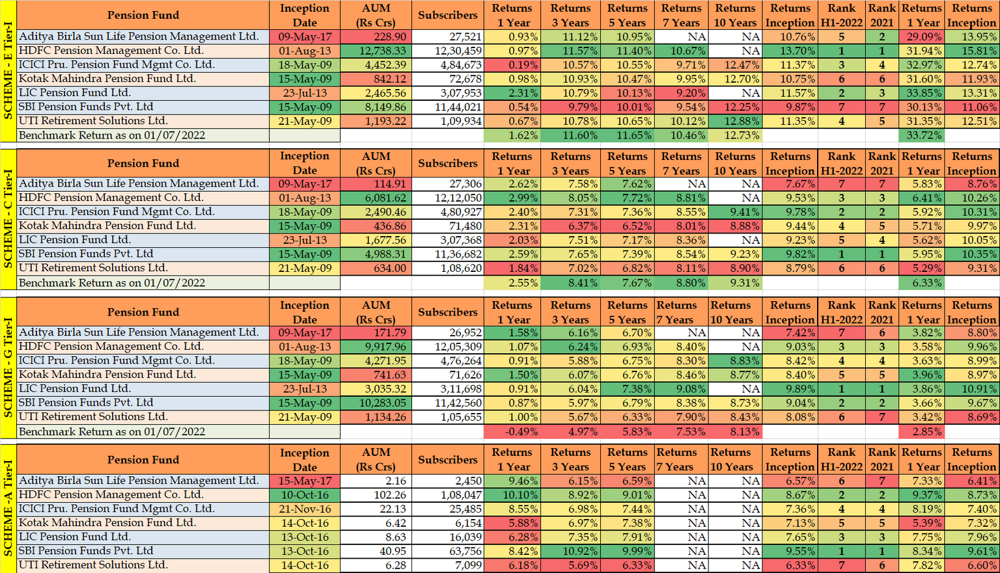 SCHEME - E Tier-I
Pension Fund Inception Date AUM (Rs Crs) Subscribers Returns 1 Year Returns 3 Years Returns 5 Years Returns 7 Years Returns 10 Years Returns Inception Rank H1-2022 Rank 2021 Returns 1 Year Returns Inception
Aditya Birla Sun Life Pension Management Ltd. 09-May-17 228.90 27,521 0.93% 11.12% 10.95% NA NA 10.76% 5 2 29.09% 13.95%
HDFC Pension Management Co. Ltd. 01-Aug-13 12,738.33 12,30,459 0.97% 11.57% 11.40% 10.67% NA 13.70% 1 1 31.94% 15.81%
ICICI Pru. Pension Fund Mgmt Co. Ltd. 18-May-09 4,452.39 4,84,673 0.19% 10.57% 10.55% 9.71% 12.47% 11.37% 3 4 32.97% 12.74%
Kotak Mahindra Pension Fund Ltd. 15-May-09 842.12 72,678 0.98% 10.93% 10.47% 9.95% 12.70% 10.75% 6 6 31.60% 11.93%
LIC Pension Fund Ltd. 23-Jul-13 2,465.56 3,07,953 2.31% 10.79% 10.13% 9.20% NA 11.57% 2 3 33.85% 13.31%
SBI Pension Funds Pvt. Ltd 15-May-09 8,149.86 11,44,021 0.54% 9.79% 10.01% 9.54% 12.25% 9.87% 7 7 30.13% 11.06%
UTI Retirement Solutions Ltd. 21-May-09 1,193.22 1,09,934 0.67% 10.78% 10.65% 10.12% 12.88% 11.35% 4 5 31.35% 12.51%
Benchmark Return as on 01/07/2022 1.62% 11.60% 11.65% 10.46% 12.73% 33.72%
SCHEME - C Tier-I
Pension Fund Inception Date AUM (Rs Crs) Subscribers Returns 1 Year Returns 3 Years Returns 5 Years Returns 7 Years Returns 10 Years Returns Inception Rank H1-2022 Rank 2021 Returns 1 Year Returns Inception
Aditya Birla Sun Life Pension Management Ltd. 09-May-17 114.91 27,306 2.62% 7.58% 7.62% NA NA 7.67% 7 7 5.83% 8.76%
HDFC Pension Management Co. Ltd. 01-Aug-13 6,081.62 12,12,050 2.99% 8.05% 7.72% 8.81% NA 9.53% 3 3 6.41% 10.26%
ICICI Pru. Pension Fund Mgmt Co. Ltd. 18-May-09 2,490.46 4,80,927 2.40% 7.31% 7.36% 8.55% 9.41% 9.78% 2 2 5.92% 10.31%
Kotak Mahindra Pension Fund Ltd. 15-May-09 436.86 71,480 2.31% 6.37% 6.52% 8.01% 8.88% 9.44% 4 5 5.71% 9.97%
LIC Pension Fund Ltd. 23-Jul-13 1,677.56 3,07,368 2.03% 7.51% 7.17% 8.36% NA 9.23% 5 4 5.62% 10.05%
SBI Pension Funds Pvt. Ltd 15-May-09 4,988.31 11,36,682 2.59% 7.65% 7.39% 8.54% 9.23% 9.82% 1 1 5.95% 10.35%
UTI Retirement Solutions Ltd. 21-May-09 634.00 1,08,620 1.84% 7.02% 6.82% 8.11% 8.90% 8.79% 6 6 5.29% 9.31%
Benchmark Return as on 01/07/2022 2.55% 8.41% 7.67% 8.80% 9.31% 6.33%
SCHEME - G Tier-I
Pension Fund Inception Date AUM (Rs Crs) Subscribers Returns 1 Year Returns 3 Years Returns 5 Years Returns 7 Years Returns 10 Years Returns Inception Rank H1-2022 Rank 2021 Returns 1 Year Returns Inception
Aditya Birla Sun Life Pension Management Ltd. 09-May-17 171.79 26,952 1.58% 6.16% 6.70% NA NA 7.42% 7 6 3.82% 8.80%
HDFC Pension Management Co. Ltd. 01-Aug-13 9,917.96 12,05,309 1.07% 6.24% 6.93% 8.40% NA 9.03% 3 3 3.58% 9.96%
ICICI Pru. Pension Fund Mgmt Co. Ltd. 18-May-09 4,271.95 4,76,264 0.91% 5.88% 6.75% 8.30% 8.83% 8.42% 4 4 3.63% 8.99%
Kotak Mahindra Pension Fund Ltd. 15-May-09 741.63 71,626 1.50% 6.07% 6.76% 8.46% 8.77% 8.40% 5 5 3.96% 8.97%
LIC Pension Fund Ltd. 23-Jul-13 3,035.32 3,11,698 0.91% 6.04% 7.38% 9.08% NA 9.89% 1 1 3.86% 10.91%
SBI Pension Funds Pvt. Ltd 15-May-09 10,283.05 11,42,560 0.87% 5.97% 6.79% 8.38% 8.73% 9.04% 2 2 3.66% 9.67%
UTI Retirement Solutions Ltd. 21-May-09 1,134.26 1,05,655 1.00% 5.67% 6.33% 7.90% 8.43% 8.08% 6 7 3.42% 8.69%
Benchmark Return as on 01/07/2022 -0.49% 4.97% 5.83% 7.53% 8.13% 2.85%
SCHEME -A Tier-I
Pension Fund Inception Date AUM (Rs Crs) Subscribers Returns 1 Year Returns 3 Years Returns 5 Years Returns 7 Years Returns 10 Years Returns Inception Rank H1-2022 Rank 2021 Returns 1 Year Returns Inception
Aditya Birla Sun Life Pension Management Ltd. 15-May-17 2.16 2,450 9.46% 6.15% 6.59% NA NA 6.57% 6 7 7.33% 6.41%
HDFC Pension Management Co. Ltd. 10-Oct-16 102.26 1,08,047 10.10% 8.92% 9.01% NA NA 8.67% 2 2 9.37% 8.73%
ICICI Pru. Pension Fund Mgmt Co. Ltd. 21-Nov-16 22.13 25,485 8.55% 6.98% 7.44% NA NA 7.36% 4 4 8.19% 7.40%
Kotak Mahindra Pension Fund Ltd. 14-Oct-16 6.42 6,154 5.88% 6.97% 7.38% NA NA 7.13% 5 5 5.39% 7.32%
LIC Pension Fund Ltd. 13-Oct-16 8.63 16,039 6.28% 7.35% 7.91% NA NA 7.65% 3 3 7.75% 7.96%
SBI Pension Funds Pvt. Ltd 13-Oct-16 40.95 63,756 8.42% 10.92% 9.99% NA NA 9.55% 1 1 8.34% 9.61%
UTI Retirement Solutions Ltd. 14-Oct-16 6.28 7,099 6.18% 5.69% 6.33% NA NA 6.33% 7 6 7.82% 6.60%